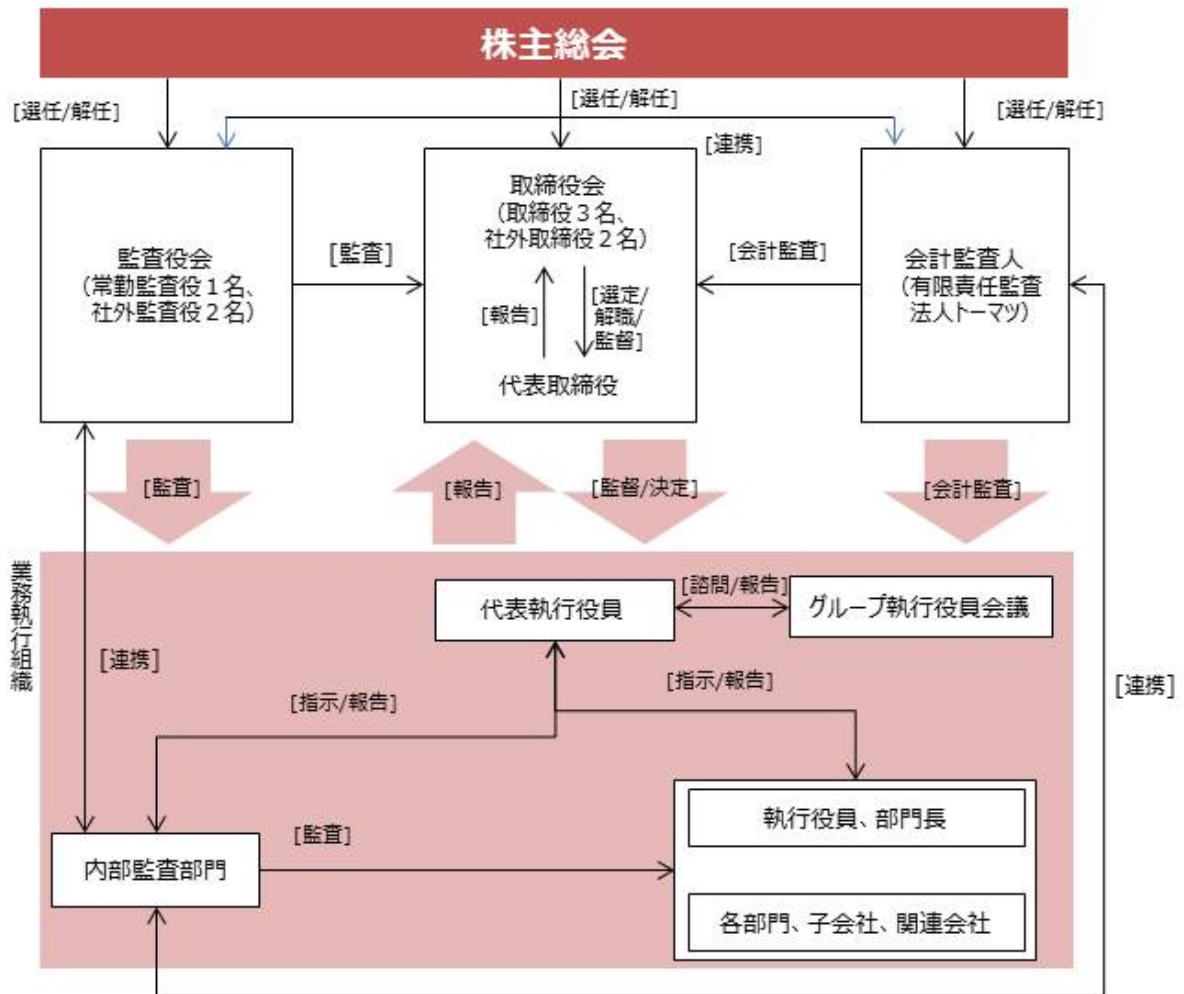 株主総会
[選任/解任]
[選任/解任]
[選任/解任]
[連携]
監査役会
（常勤監査役１名、
社外監査役２名）
[監査]
取締役会
（取締役３名、
社外取締役２名）
[報告]
[選定/
解職/
監督]
代表取締役
[会計監査]
会計監査人
（有限責任監査
法人トーマツ）
[監査]
[報告]
[監督/決定]
[会計監査]
業務執行組織
代表執行役員
[諮問/報告]
グループ執行役員会議
[連携]
[指示/報告]
[指示/報告]
[連携]
内部監査部門
[監査]
執行役員、部門長
各部門、子会社、関連会社